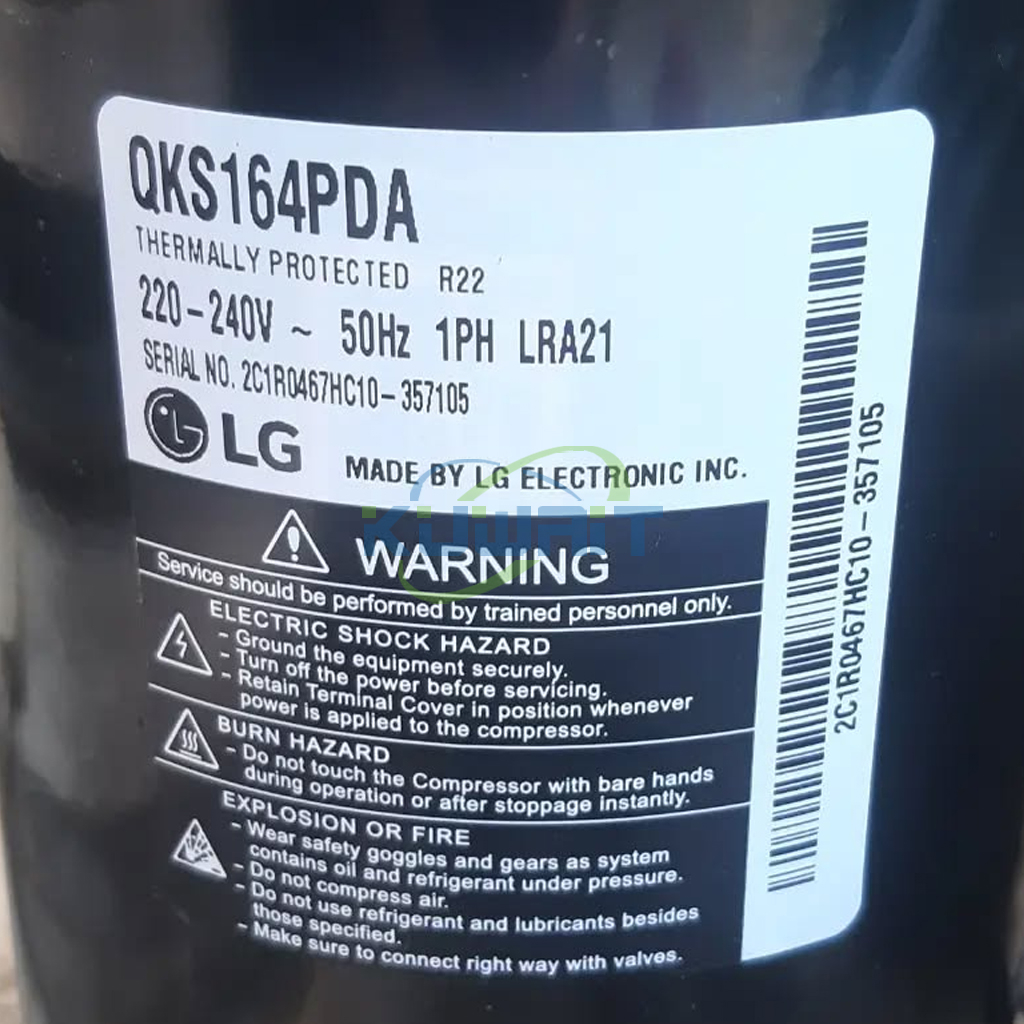 QKS164PDA
THERMALLY PROTECTED R22
220-240V ~ 50Hz 1PH LRA21
SERIAL NO. 2C1R0467HC10-357105
LG
MADE BY LG ELECTRONIC INC.
KUWAIT
WARNING
Service should be performed by trained personnel only.
ELECTRIC SHOCK HAZARD
- Ground the equipment securely.
- Turn off the power before servicing.
- Retain Terminal Cover in position whenever
power is applied to the compressor.
BURN HAZARD
- Do not touch the Compressor with bare hands
during operation or after stoppage instantly.
EXPLOSION OR FIRE
- Wear safety goggles and gears as system
contains oil and refrigerant under pressure.
- Do not compress air.
- Do not use refrigerant and lubricants besides
those specified.
- Make sure to connect right way with valves.
2C1R0467HC10-357105